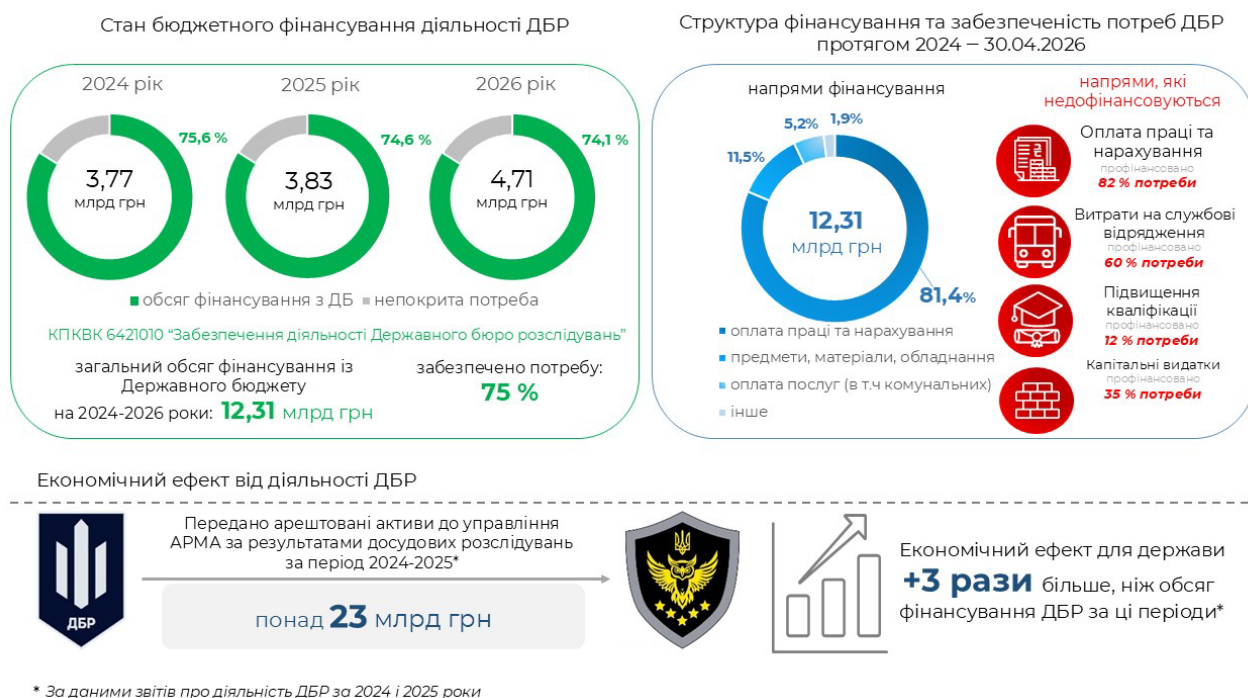 Стан бюджетного фінансування діяльності ДБР
2024 рік
2025 рік
2026 рік
75,6 %
74,6 %
74,1 %
3,77
млрд грн
3,83
млрд грн
4,71
млрд грн
обсяг фінансування з ДБ
непокрита потреба
КПКВК 6421010 “Забезпечення діяльності Державного бюро розслідувань”
загальний обсяг фінансування із
Державного бюджету
на 2024-2026 роки: 12,31 млрд грн
забезпечено потребу:
75 %
Структура фінансування та забезпеченість потреб ДБР
протягом 2024 – 30.04.2026
напрями фінансування
5,2%
1,9%
11,5%
12,31
млрд грн
81,4%
оплата праці та нарахування
предмети, матеріали, обладнання
оплата послуг (в т.ч комунальних)
інше
напрями, які
недофінансовуються
Оплата праці та
нарахування
профінансовано
82 % потреби
Витрати на службові
відрядження
профінансовано
60 % потреби
Підвищення
кваліфікації
профінансовано
12 % потреби
Капітальні видатки
профінансовано
35 % потреби
Економічний ефект від діяльності ДБР
ДБР
Передано арештовані активи до управління
АРМА за результатами досудових розслідувань
за період 2024-2025*
понад 23 млрд грн
Економічний ефект для держави
+3 рази більше, ніж обсяг
фінансування ДБР за ці періоди*
* За даними звітів про діяльність ДБР за 2024 і 2025 роки